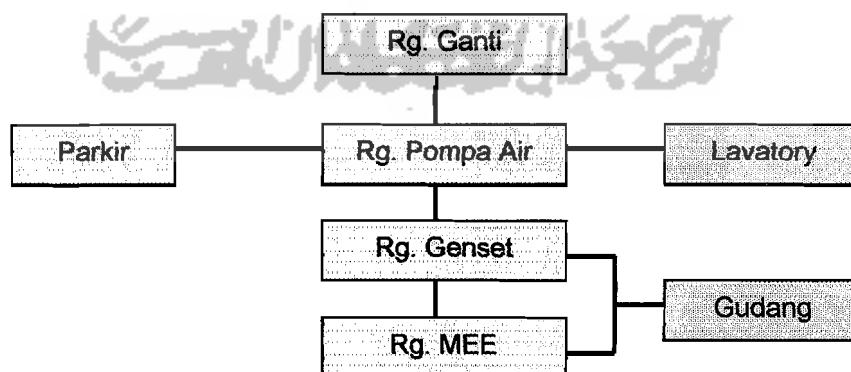 Rg. Ganti
Parkir
Rg. Pompa Air
Lavatory
Rg. Genset
Gudang
Rg. MEE